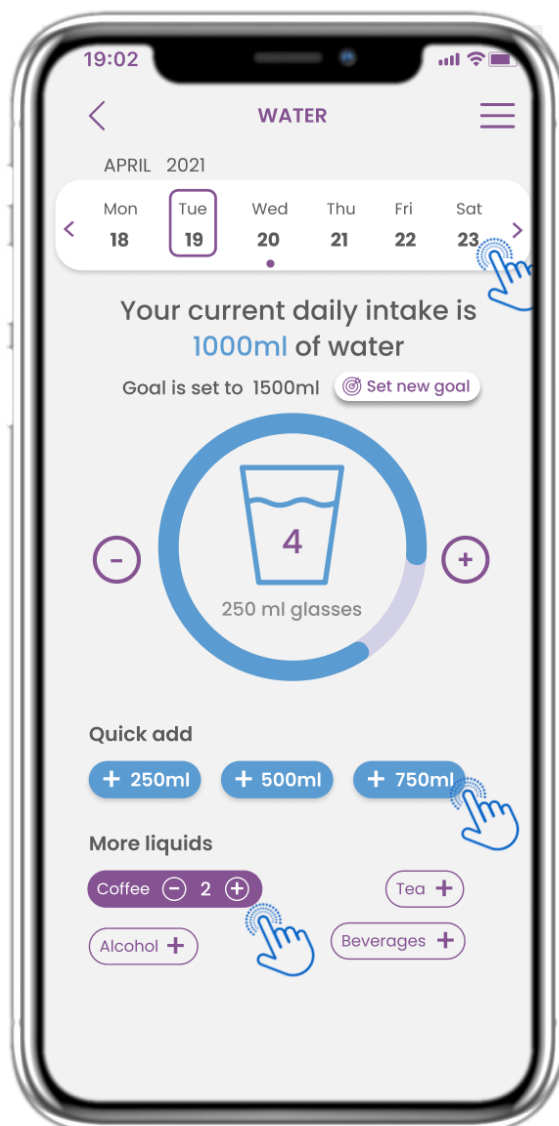 19:02
WATER
APRIL 2021
Mon Tue Wed Thu Fri Sat
18 19 20 21 22 23
Your current daily intake is
1000ml of water
Goal is set to 1500ml Set new goal
4
- +
250 ml glasses
Quick add
+ 250ml + 500ml + 750ml
More liquids
Coffee - 2 + Tea +
Alcohol + Beverages +